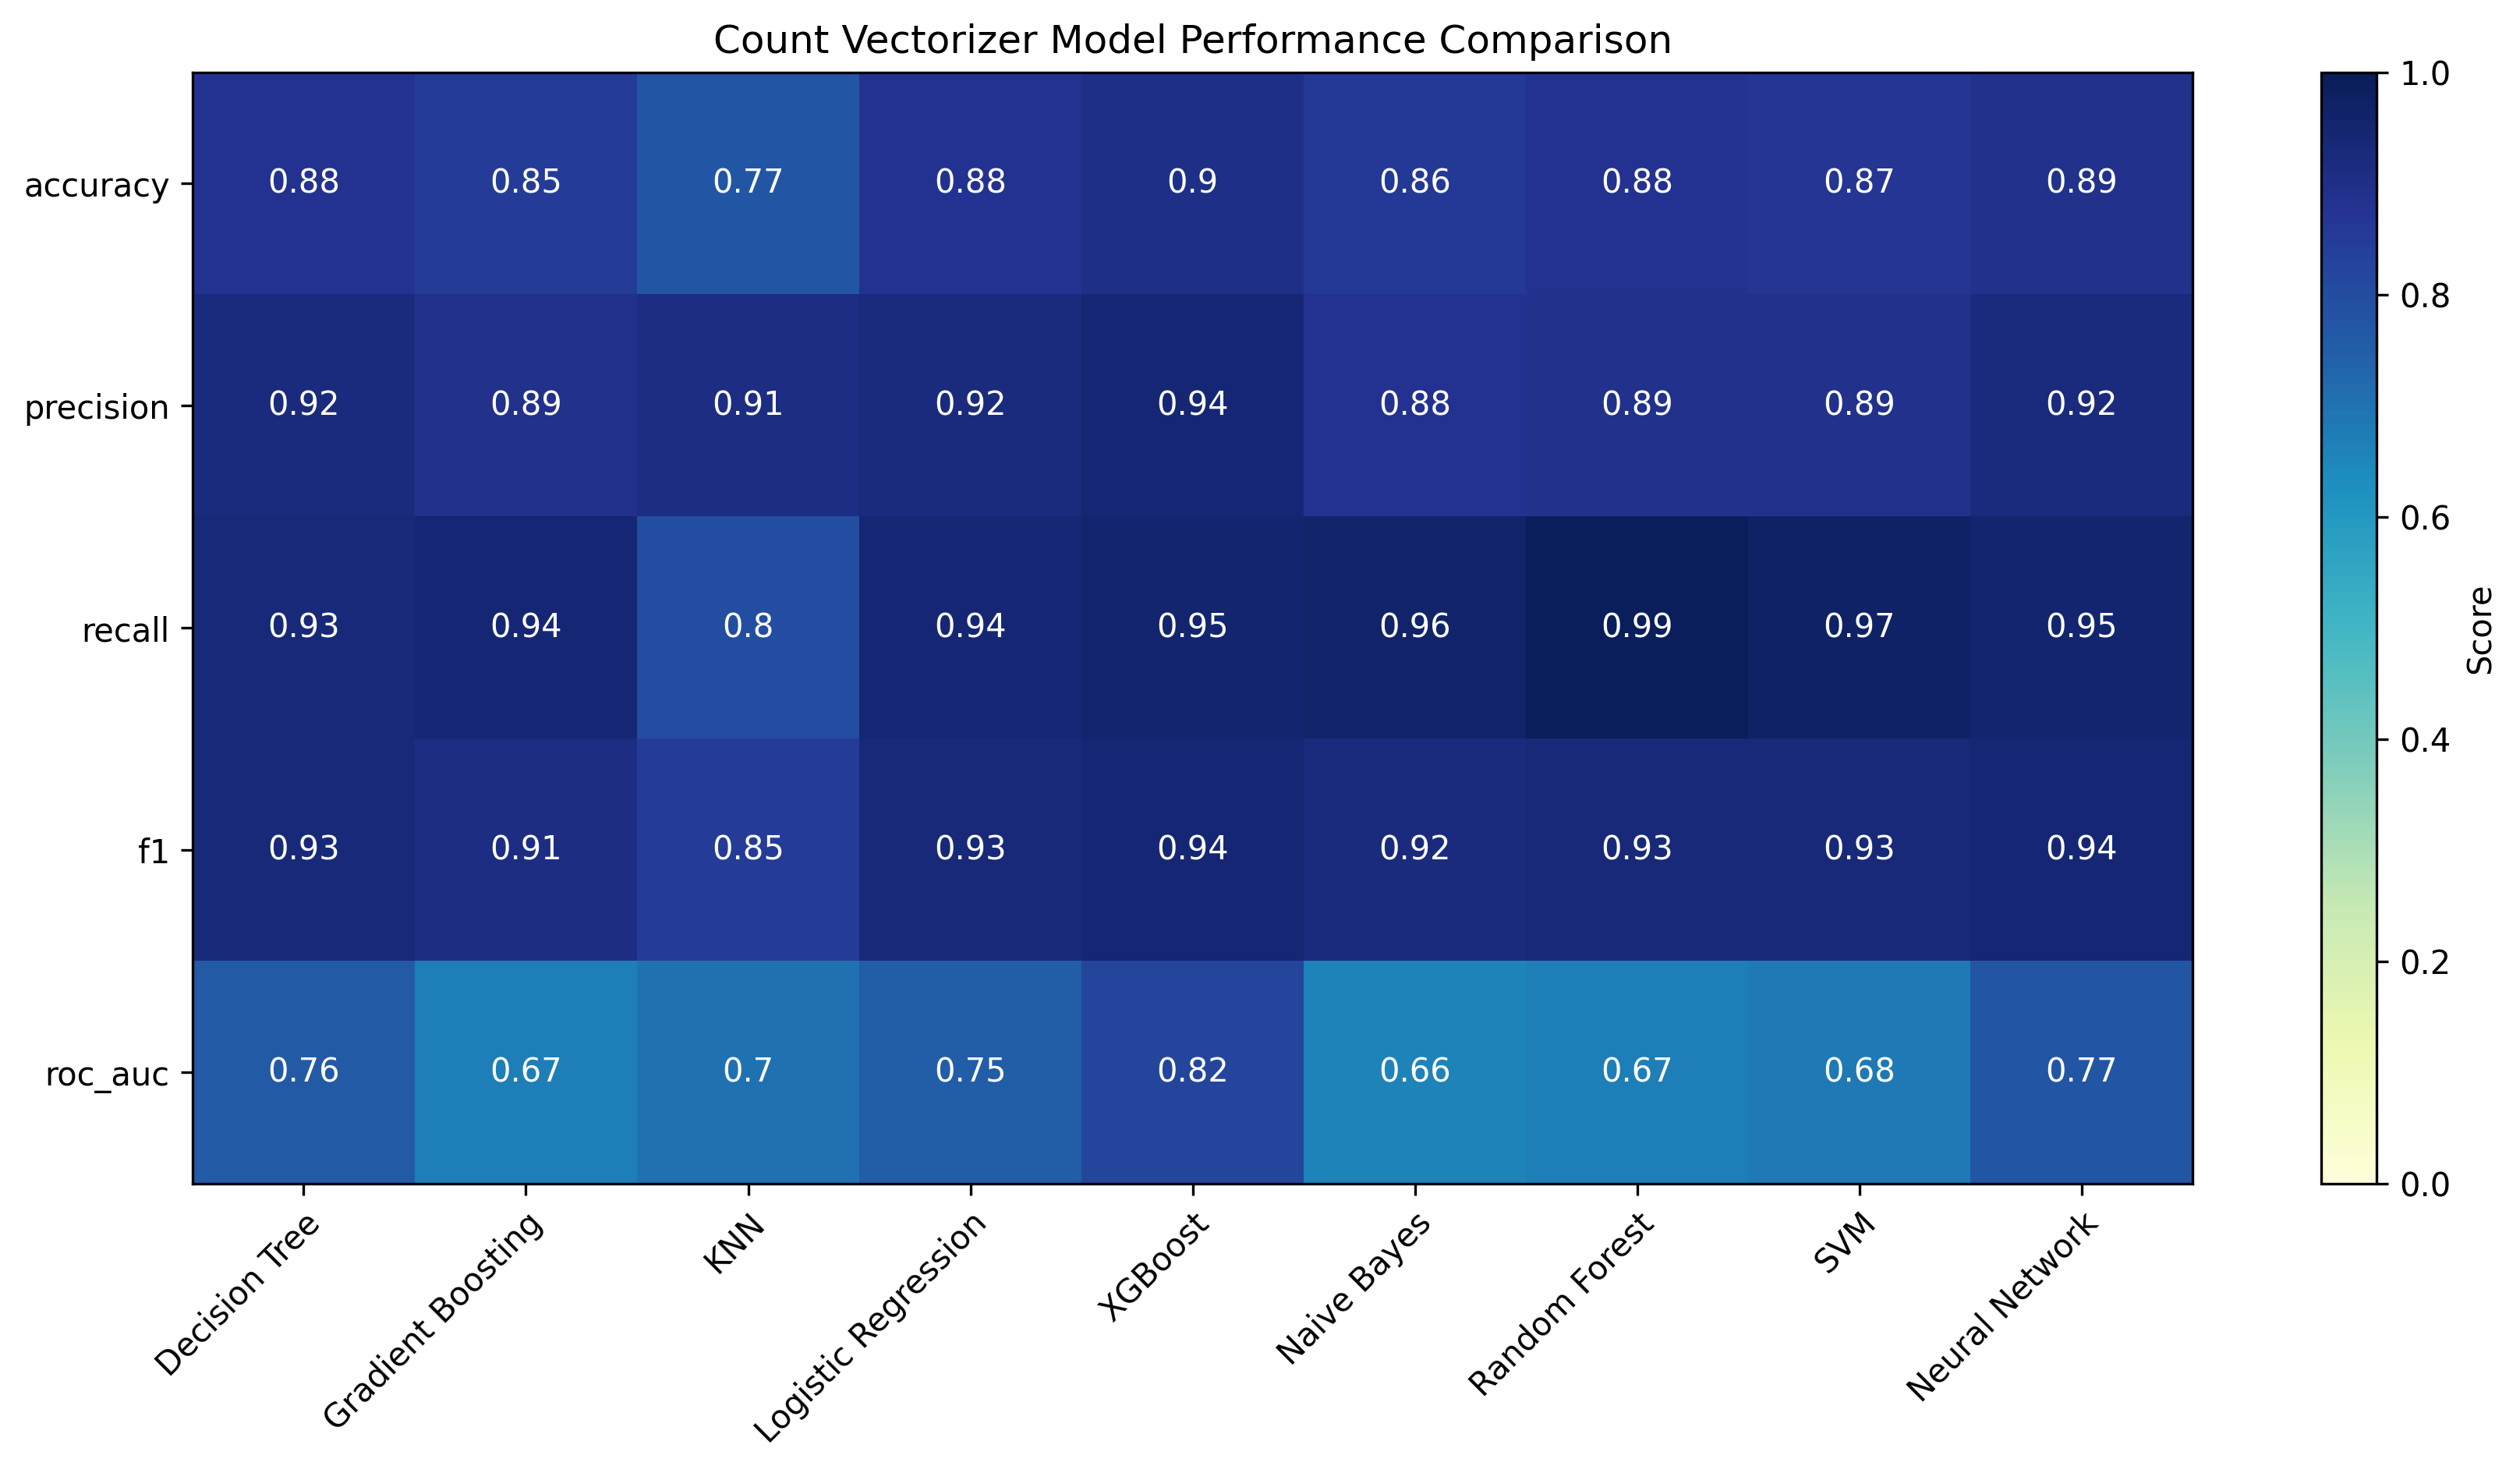 Count Vectorizer Model Performance Comparison
accuracy 0.88 0.85 0.77 0.88 0.9 0.86 0.88 0.87 0.89
precision 0.92 0.89 0.91 0.92 0.94 0.88 0.89 0.89 0.92
recall 0.93 0.94 0.8 0.94 0.95 0.96 0.99 0.97 0.95
f1 0.93 0.91 0.85 0.93 0.94 0.92 0.93 0.93 0.94
roc_auc 0.76 0.67 0.7 0.75 0.82 0.66 0.67 0.68 0.77
Decision Tree
Gradient Boosting
KNN
Logistic Regression
XGBoost
Naive Bayes
Random Forest
SVM
Neural Network
1.0
0.8
0.6
0.4
0.2
0.0
Score